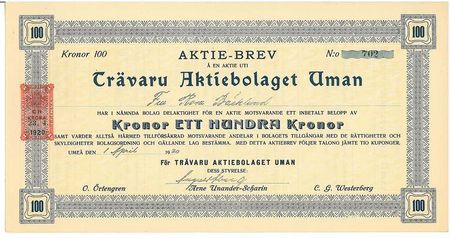 100 100
AKTIE-BREV
Kronor 100 N:o 702
Å EN AKTIE UTI
Trävaru Aktiebolaget Uman
Fru
HAR I NÄMNDA BOLAG DELAKTIGHET FÖR EN AKTIE MOTSVARANDE ETT INBETALT BELOPP AV
Kronor ETT HUNDRA Kronor
SAMT VARDER ALLTSÅ HÄRMED TILLFÖRSÄKRAD MOTSVARANDE ANDELAR I BOLAGETS TILLGÅNGAR MED DE RÄTTIGHETER OCH
SKYLDIGHETER BOLAGSORDNING OCH GÄLLANDE LAG BESTÄMMA. MED DETTA AKTIEBREV FÖLJER TALONG JÄMTE TIO KUPONGER.
UMEÅ DEN 1 April 1920
För TRÄVARU AKTIEBOLAGET UMAN
DESS STYRELSE:
O. Örtengren Arne Unander-Scharin C. G. Westerberg
KRONA
1920
100 100